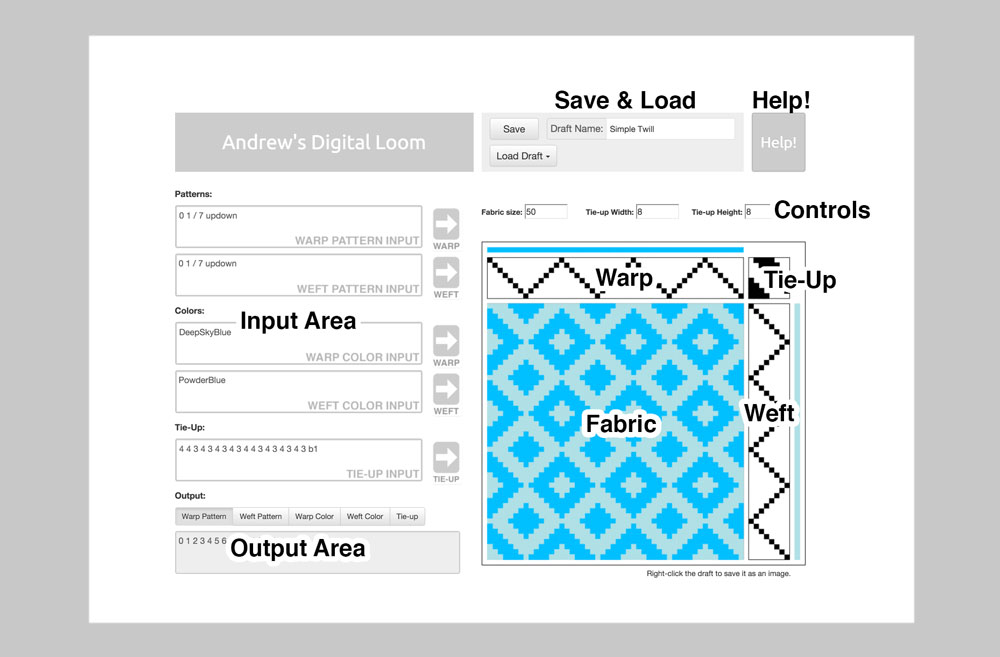 Save & Load
Help!
Andrew's Digital Loom
Save
Draft Name:
Simple Twill
Load Draft
Help!
Patterns:
0 1 / 7 updown
WARP PATTERN INPUT
WARP
0 1 / 7 updown
WEFT PATTERN INPUT
WEFT
Colors:
Input Area
DeepSkyBlue
WARP COLOR INPUT
WARP
PowderBlue
WEFT COLOR INPUT
WEFT
Tie-Up:
4 4 3 4 3 4 3 4 3 4 4 3 4 3 4 3 4 3 b1
TIE-UP INPUT
TIE-UP
Output:
Warp Pattern
Weft Pattern
Warp Color
Weft Color
Tie-up
0 1 2 3 4 5 6
Output Area
Fabric size:
50
Tie-up Width:
8
Tie-up Height:
8
Controls
Warp
Tie-Up
Fabric
Weft
Right-click the draft to save it as an image.